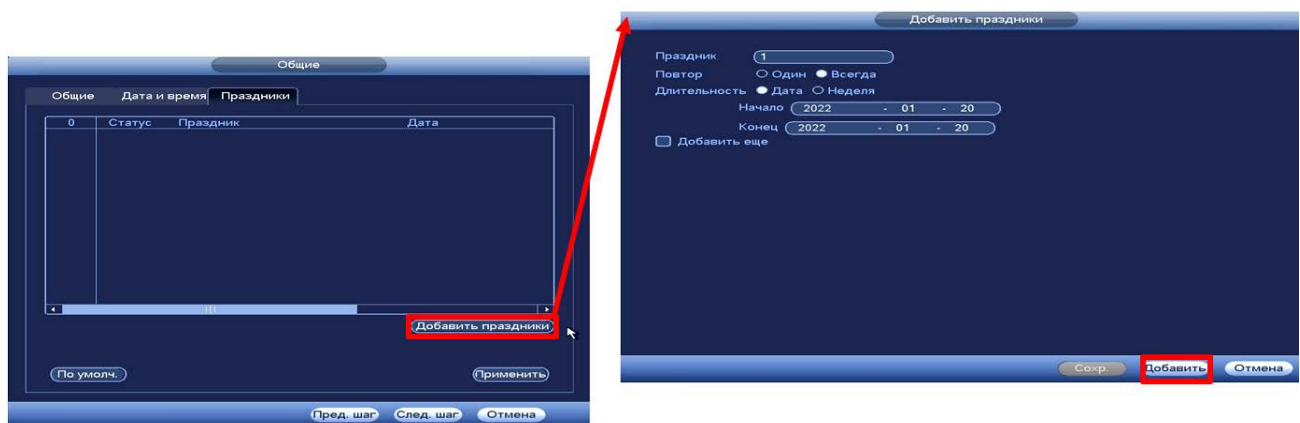 Общие
Общие Дата и время Праздники
0 Статус Праздник Дата
Добавить праздники
По умолч. Применить
Пред. шаг След. шаг Отмена
Добавить праздники
Праздник 1
Повтор Один Всегда
Длительность Дата Неделя
Начало 2022 - 01 - 20
Конец 2022 - 01 - 20
Добавить еще
Сохр. Добавить Отмена